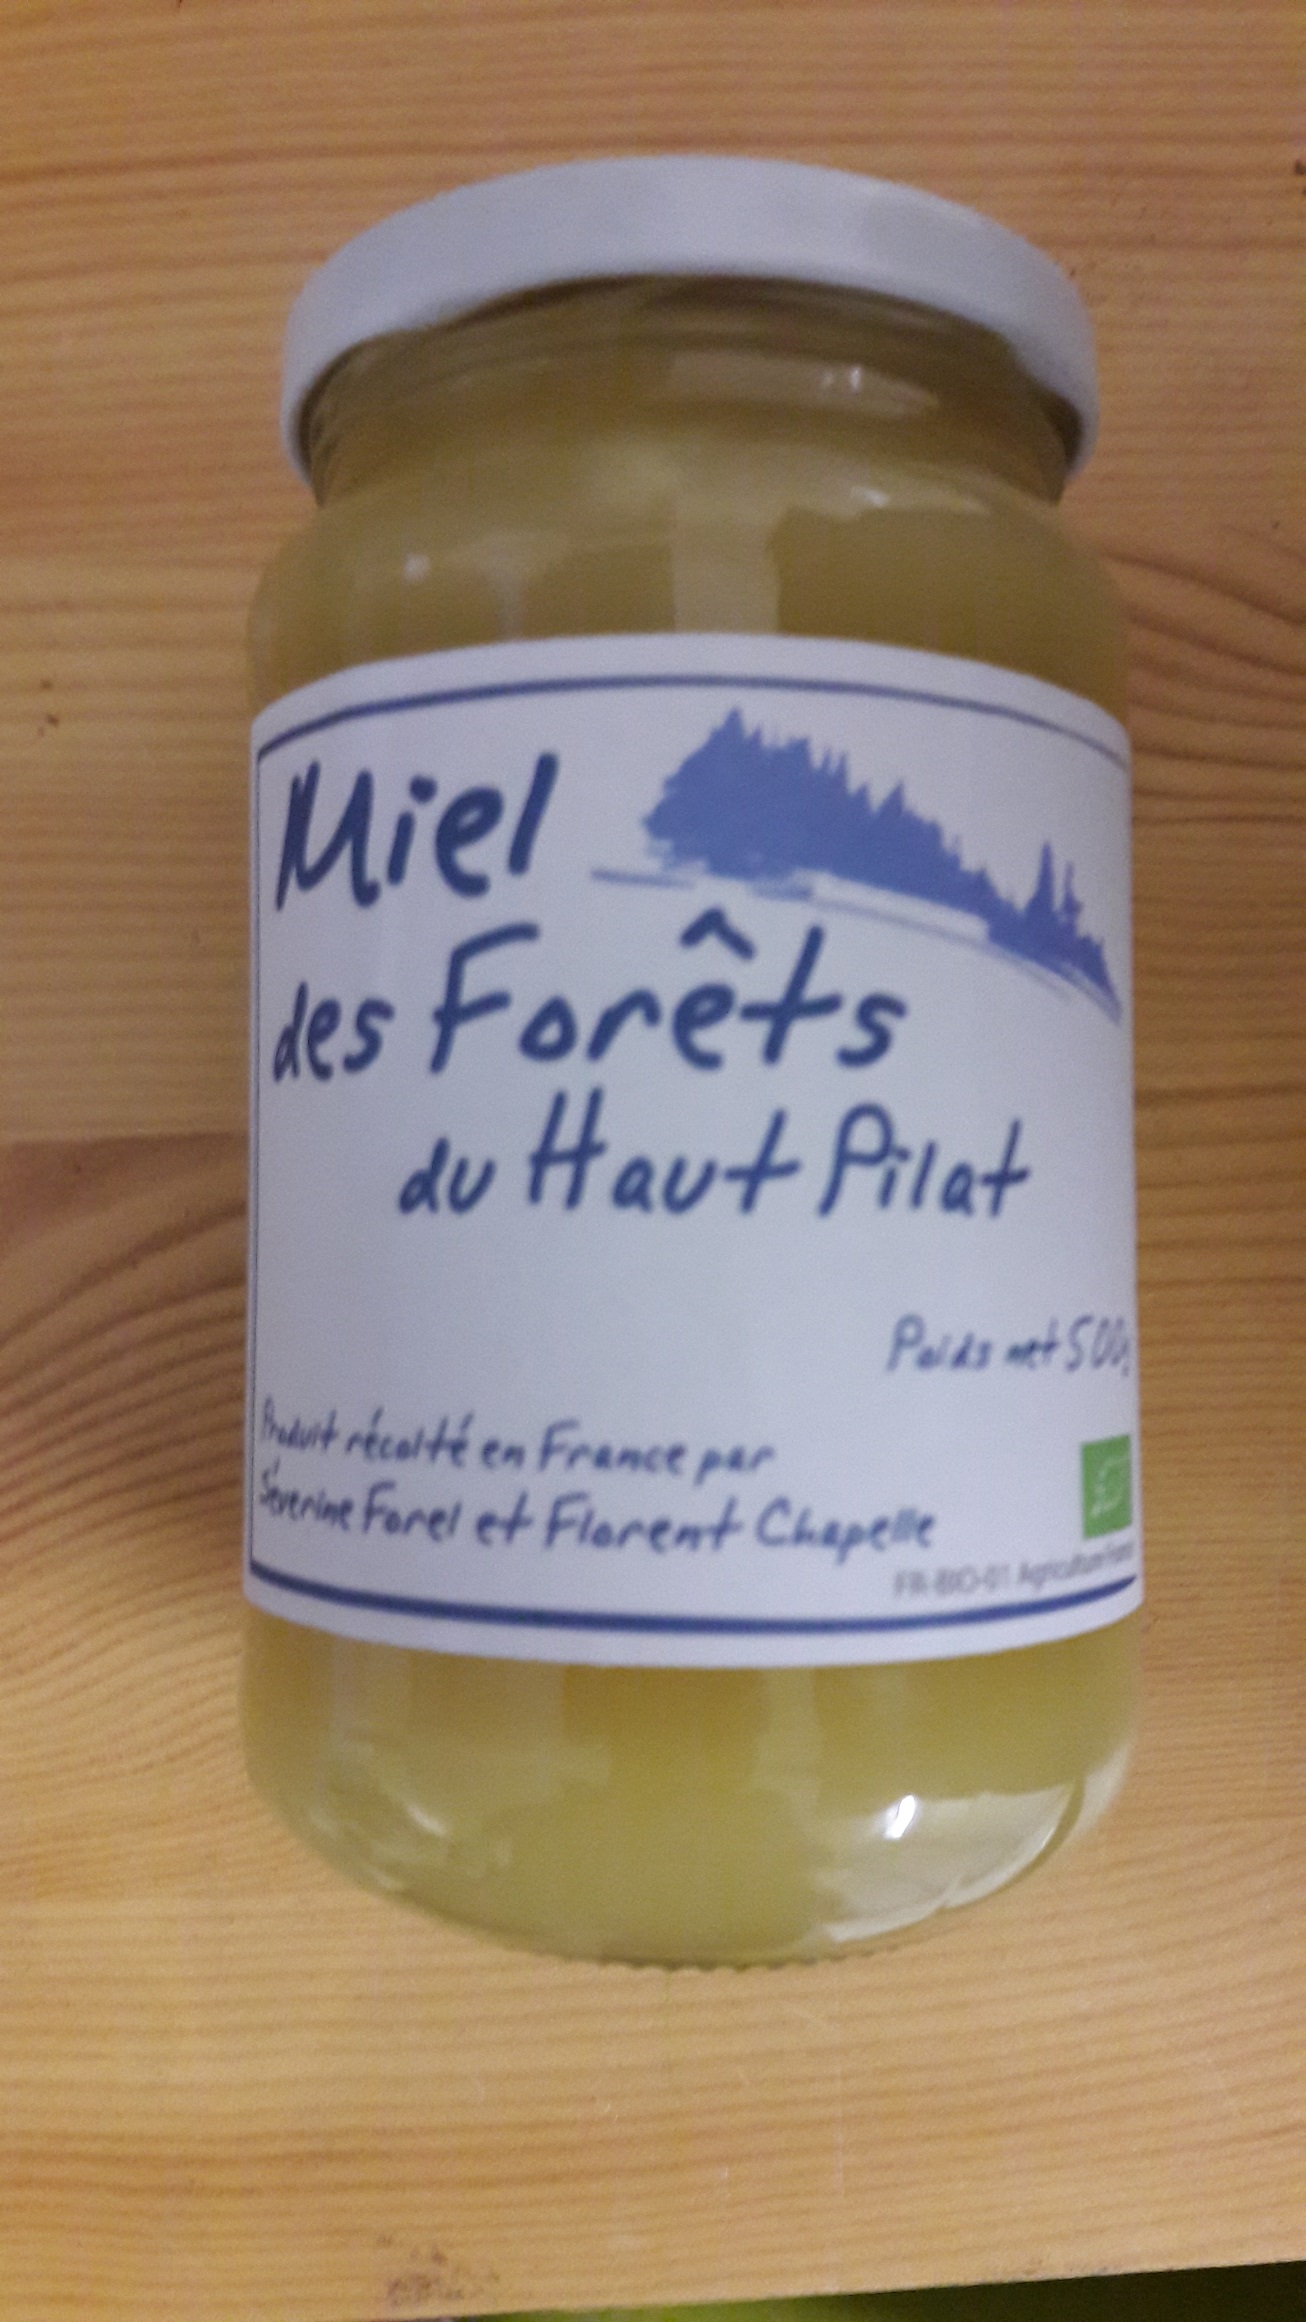 Miel
des Forêts
du Haut Pilat
Poids net 500g
Produit récolté en France par
Séverine Forel et Florent Chapelle
FR-BIO-01 Agriculture France